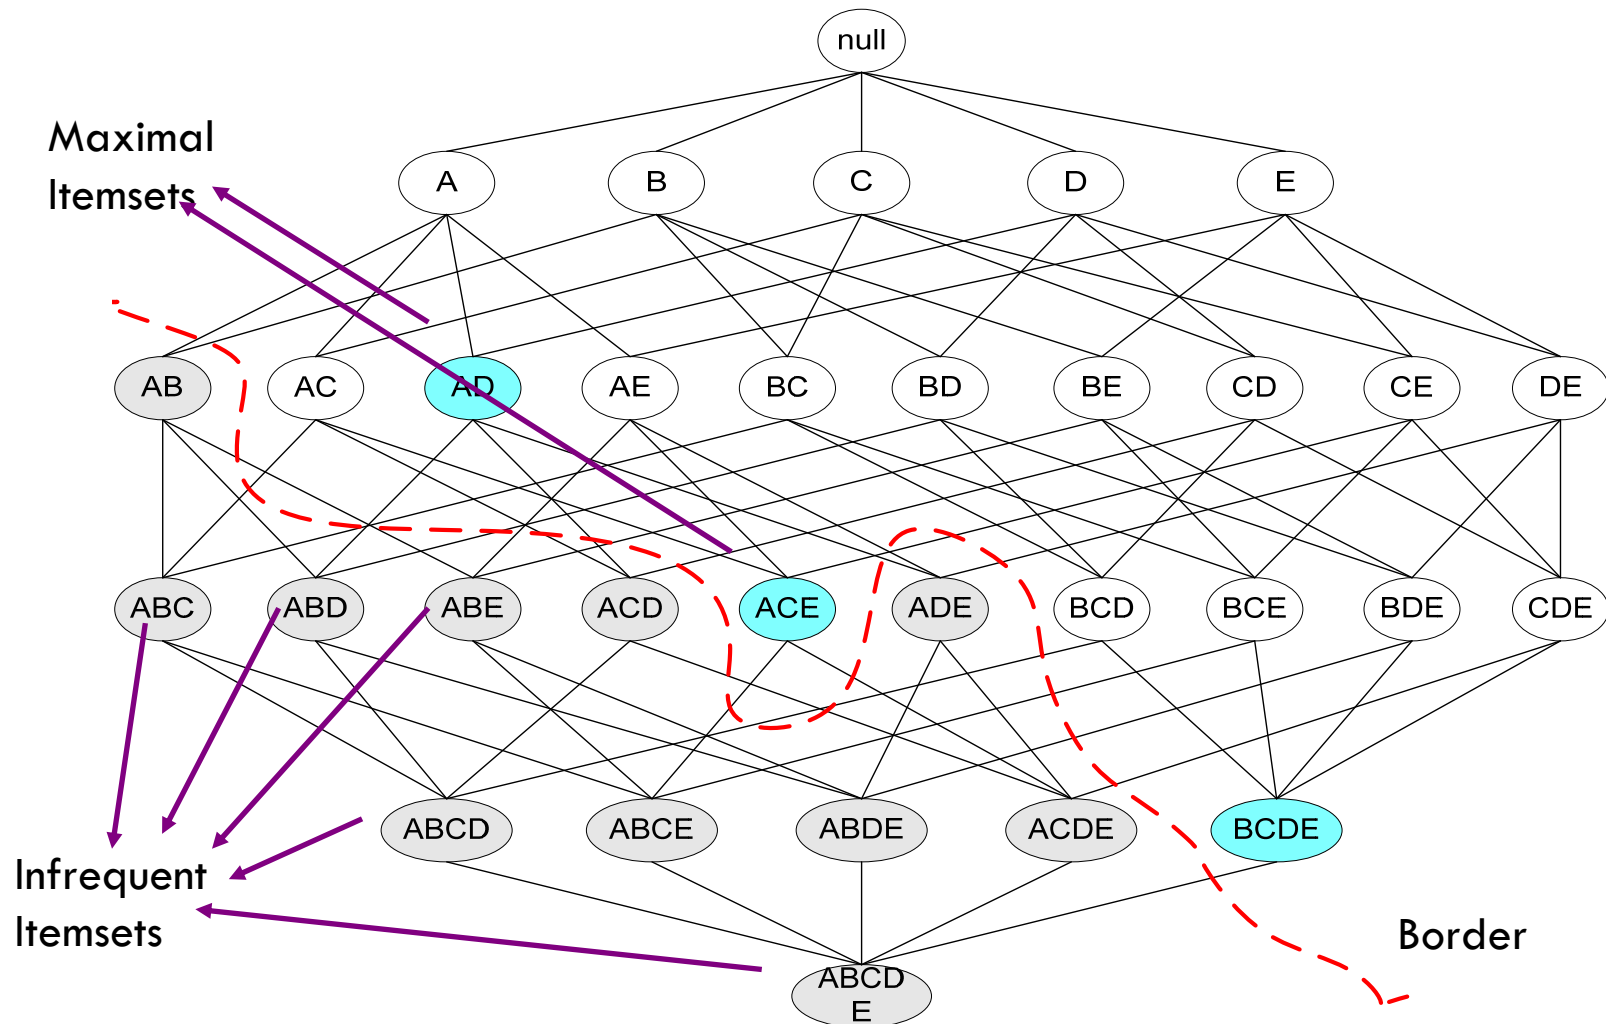 null
Maximal
Itemsets
A B C D E
AB AC AD AE BC BD BE CD CE DE
ABC ABD ABE ACD ACE ADE BCD BCE BDE CDE
ABCD ABCE ABDE ACDE BCDE
Infrequent
Itemsets
Border
ABCD
E